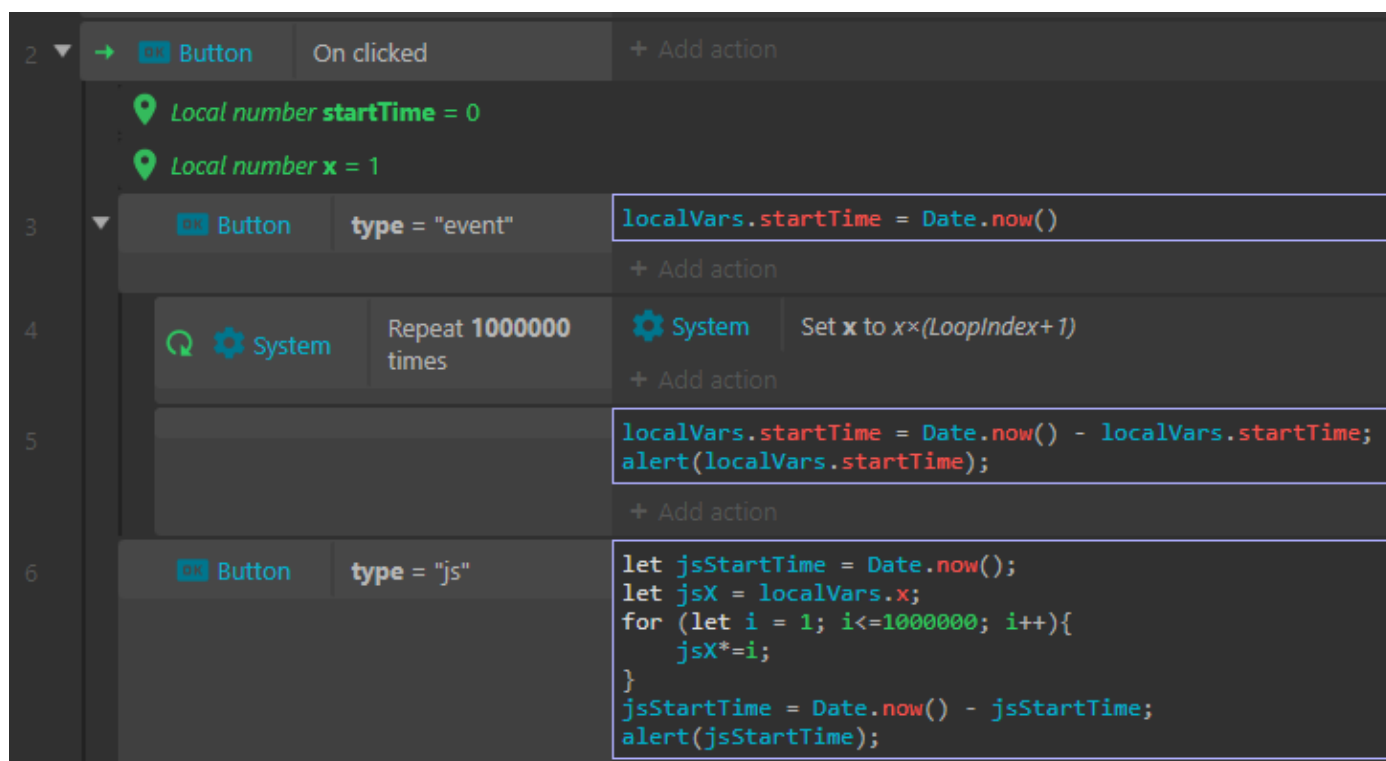 2 → OK Button On clicked + Add action
Local number startTime = 0
Local number x = 1
3 OK Button type = "event" localVars.startTime = Date.now()
+ Add action
4 System Repeat 1000000 times System Set x to x×(LoopIndex+1)
+ Add action
5 localVars.startTime = Date.now() - localVars.startTime;
alert(localVars.startTime);
+ Add action
6 OK Button type = "js" let jsStartTime = Date.now();
let jsX = localVars.x;
for (let i = 1; i<=1000000; i++){
jsX*=i;
}
jsStartTime = Date.now() - jsStartTime;
alert(jsStartTime);